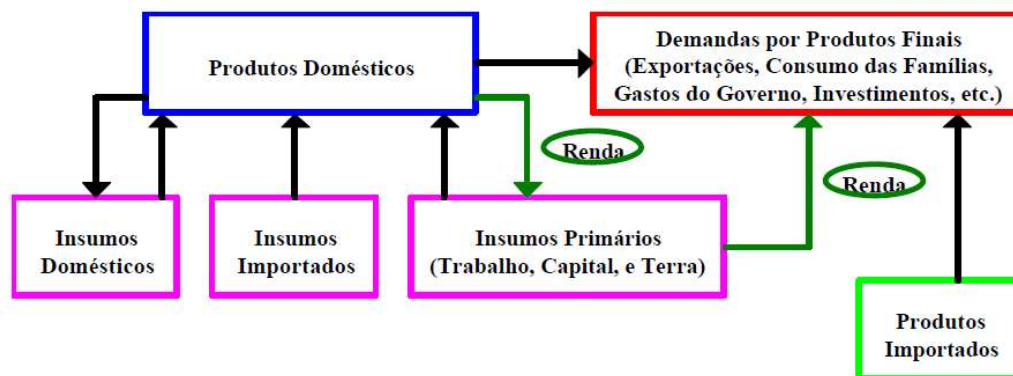 Produtos Domésticos
Demandas por Produtos Finais
(Exportações, Consumo das Famílias,
Gastos do Governo, Investimentos, etc.)
Renda
Renda
Insumos
Domésticos
Insumos
Importados
Insumos Primários
(Trabalho, Capital, e Terra)
Produtos
Importados